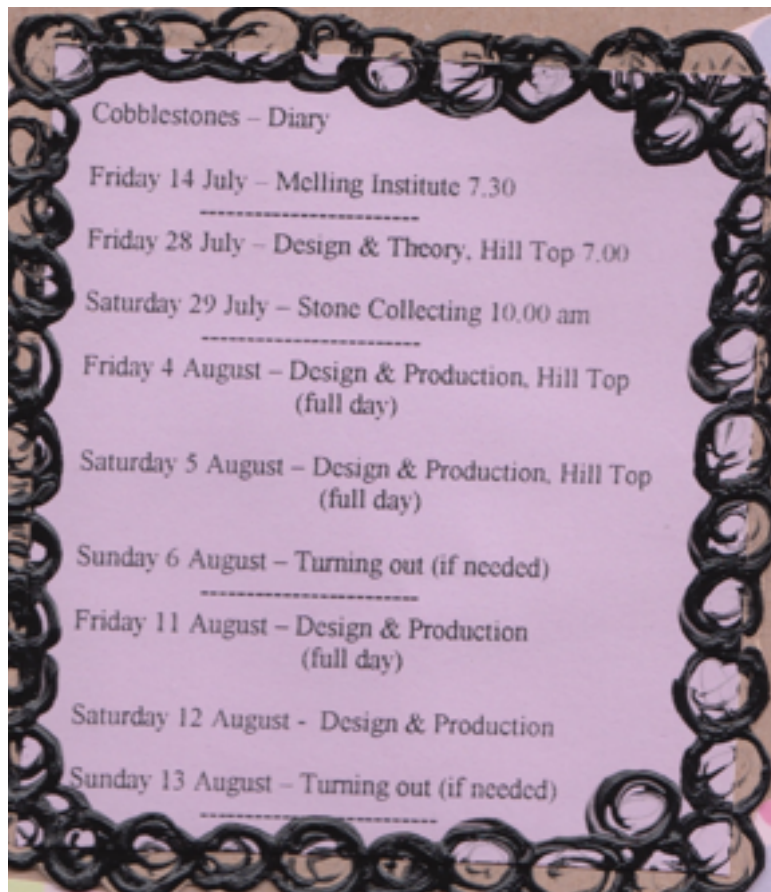 Cobblestones – Diary
Friday 14 July – Melling Institute 7.30
-----------------------
Friday 28 July – Design & Theory, Hill Top 7.00
Saturday 29 July – Stone Collecting 10.00 am
-----------------------
Friday 4 August – Design & Production, Hill Top
(full day)
Saturday 5 August – Design & Production, Hill Top
(full day)
Sunday 6 August – Turning out (if needed)
-----------------------
Friday 11 August – Design & Production
(full day)
Saturday 12 August - Design & Production
Sunday 13 August – Turning out (if needed)
-------------------------